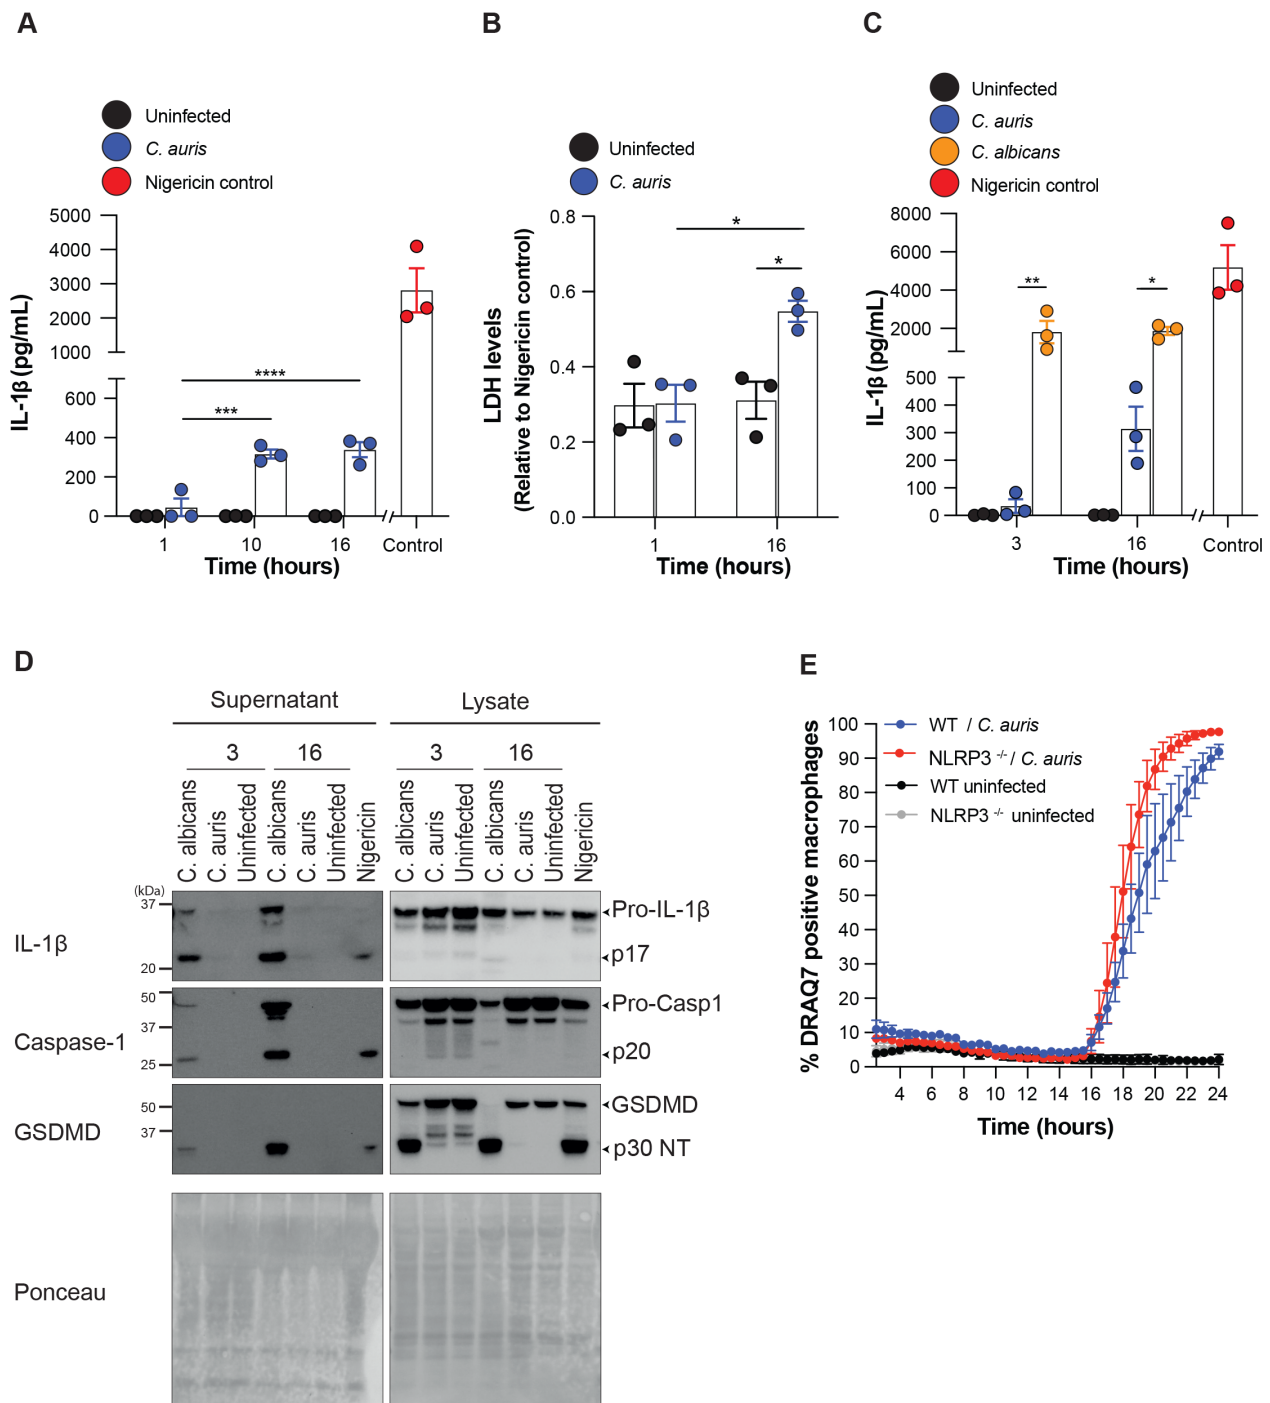 A
B
C
Uninfected
C. auris
Nigericin control
Uninfected
C. auris
Uninfected
C. auris
C. albicans
Nigericin control
IL-1β (pg/mL)
5000
4000
3000
2000
1000
600
400
200
0
****
***
1
10
16
Control
Time (hours)
LDH levels
(Relative to Nigericin control)
0.8
0.6
0.4
0.2
0.0
*
*
1
16
Time (hours)
IL-1β (pg/mL)
8000
6000
4000
2000
500
400
300
200
100
0
**
*
3
16
Control
Time (hours)
D
Supernatant
Lysate
3
16
3
16
C. albicans
C. auris
Uninfected
C. albicans
C. auris
Uninfected
Nigericin
C. albicans
C. auris
Uninfected
C. albicans
C. auris
Uninfected
Nigericin
(kDa)
IL-1β
37
20
Pro-IL-1β
p17
Caspase-1
50
37
25
Pro-Casp1
p20
GSDMD
50
37
GSDMD
p30 NT
Ponceau
E
WT / C. auris
NLRP3 -/- / C. auris
WT uninfected
NLRP3 -/- uninfected
% DRAQ7 positive macrophages
100
90
80
70
60
50
40
30
20
10
0
4 6 8 10 12 14 16 18 20 22 24
Time (hours)